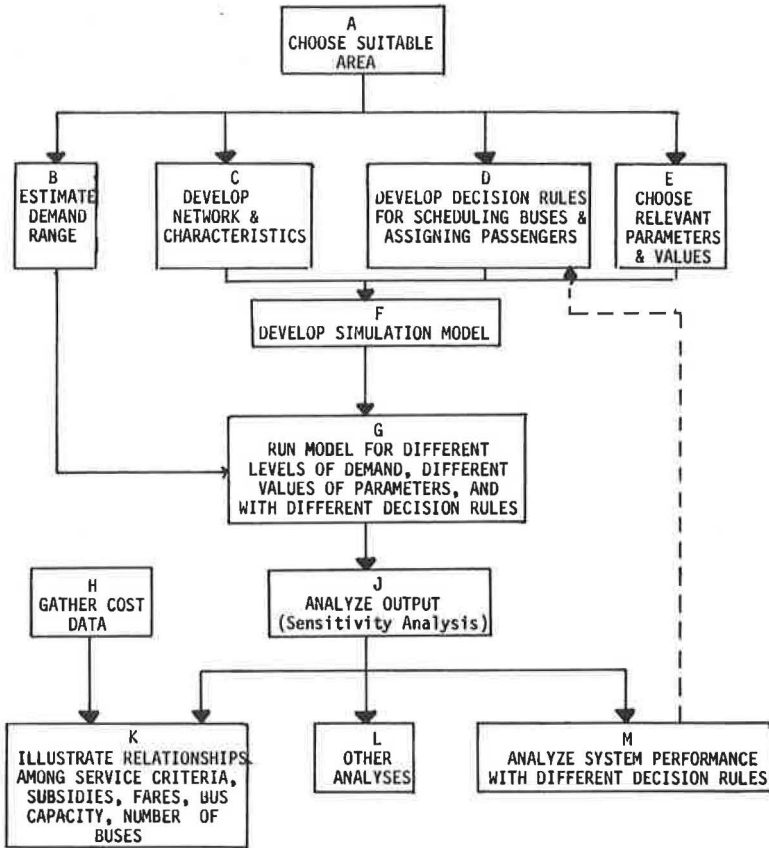 A
CHOOSE SUITABLE
AREA
B
ESTIMATE
DEMAND
RANGE
C
DEVELOP
NETWORK &
CHARACTERISTICS
D
DEVELOP DECISION RULES
FOR SCHEDULING BUSES &
ASSIGNING PASSENGERS
E
CHOOSE
RELEVANT
PARAMETERS
& VALUES
F
DEVELOP SIMULATION MODEL
G
RUN MODEL FOR DIFFERENT
LEVELS OF DEMAND, DIFFERENT
VALUES OF PARAMETERS, AND
WITH DIFFERENT DECISION RULES
H
GATHER COST
DATA
J
ANALYZE OUTPUT
(Sensitivity Analysis)
K
ILLUSTRATE RELATIONSHIPS
AMONG SERVICE CRITERIA,
SUBSIDIES, FARES, BUS
CAPACITY, NUMBER OF
BUSES
L
OTHER
ANALYSES
M
ANALYZE SYSTEM PERFORMANCE
WITH DIFFERENT DECISION RULES